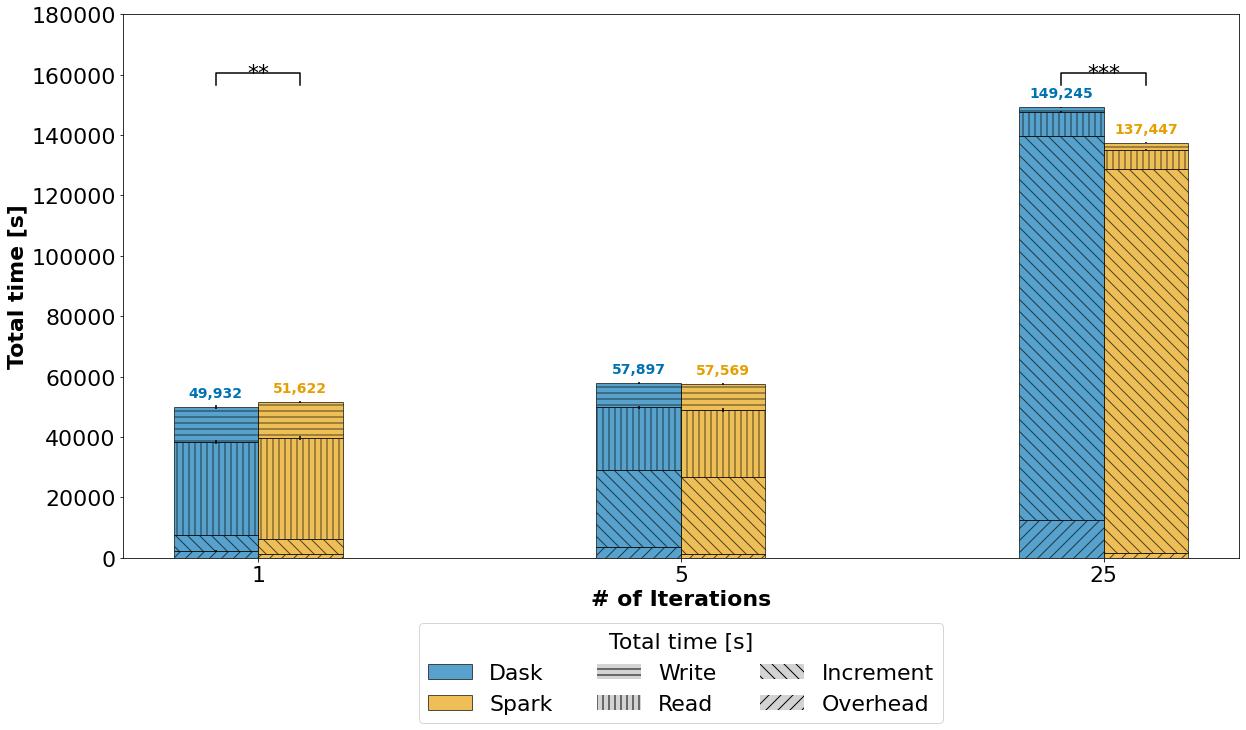 180000
160000
140000
120000
100000
80000
60000
40000
20000
0
Total time [s]
**
***
49,932
51,622
57,897
57,569
149,245
137,447
1
5
25
# of Iterations
Total time [s]
Dask
Write
Increment
Spark
Read
Overhead